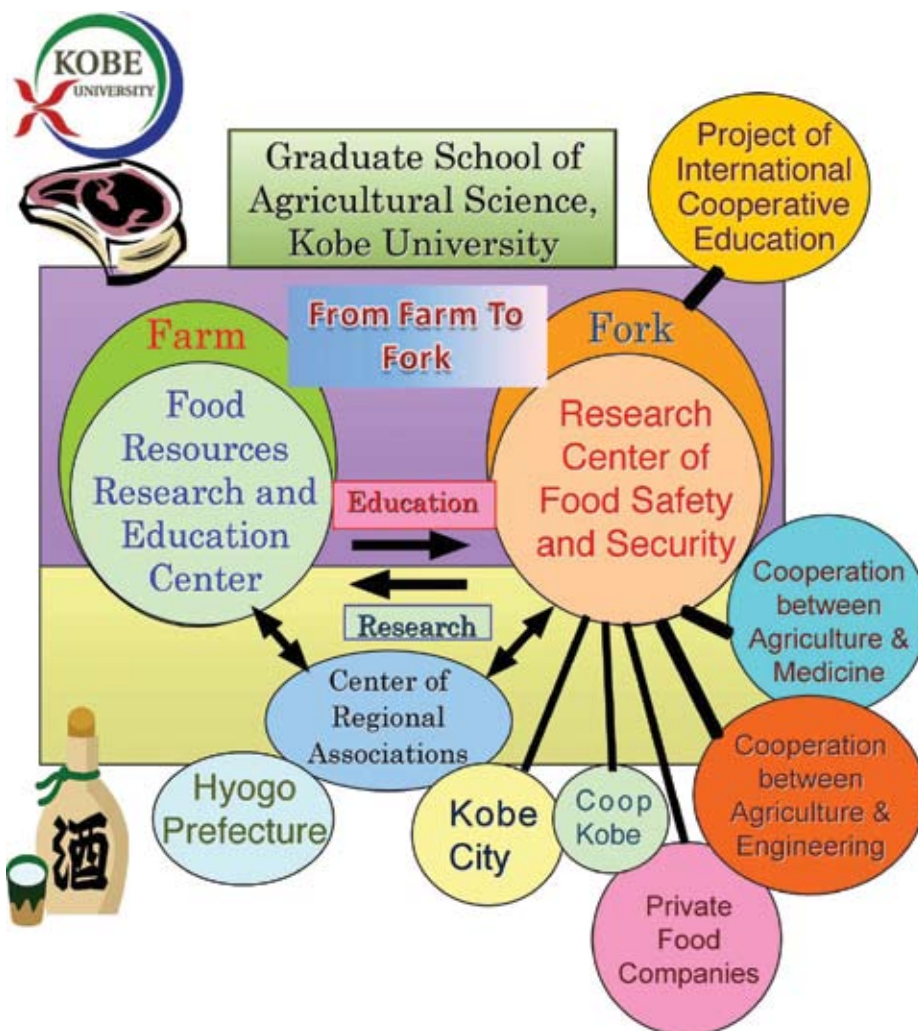 KOBE
UNIVERSITY
Graduate School of
Agricultural Science,
Kobe University
Project of
International
Cooperative
Education
From Farm To
Fork
Farm
Food
Resources
Research and
Education
Center
Fork
Research
Center of
Food Safety
and Security
Education
Research
Center of
Regional
Associations
Hyogo
Prefecture
Kobe
City
Coop
Kobe
Private
Food
Companies
Cooperation
between
Agriculture &
Medicine
Cooperation
between
Agriculture &
Engineering
酒